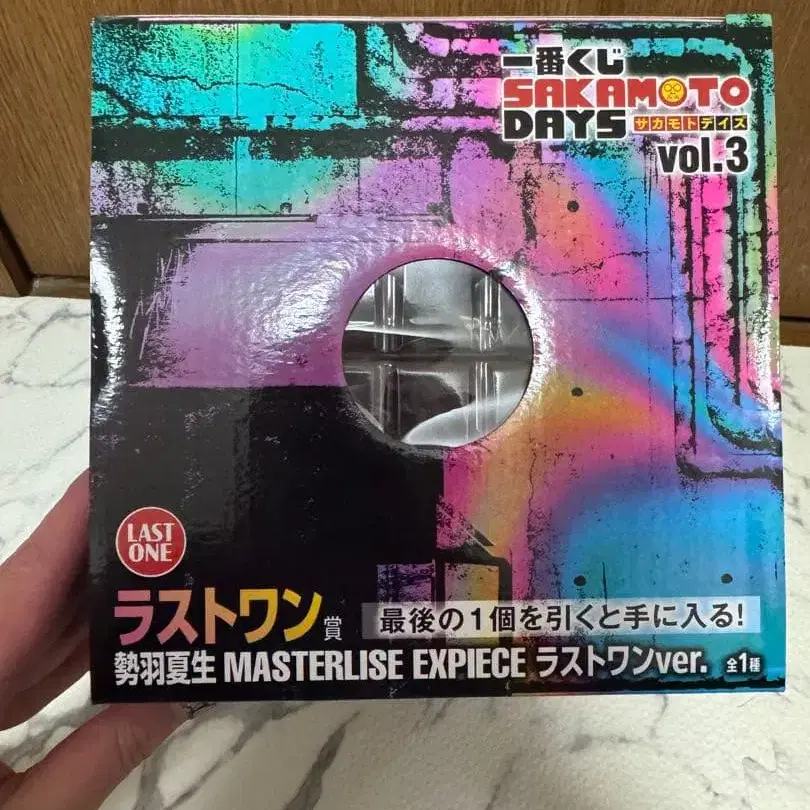 一番くじ
SAKAMOTO
DAYS サカモトデイズ
vol.3
LAST
ONE
ラストワン賞 最後の1個を引くと手に入る!
勢羽夏生 MASTERLISE EXPIECE ラストワンver. 全1種